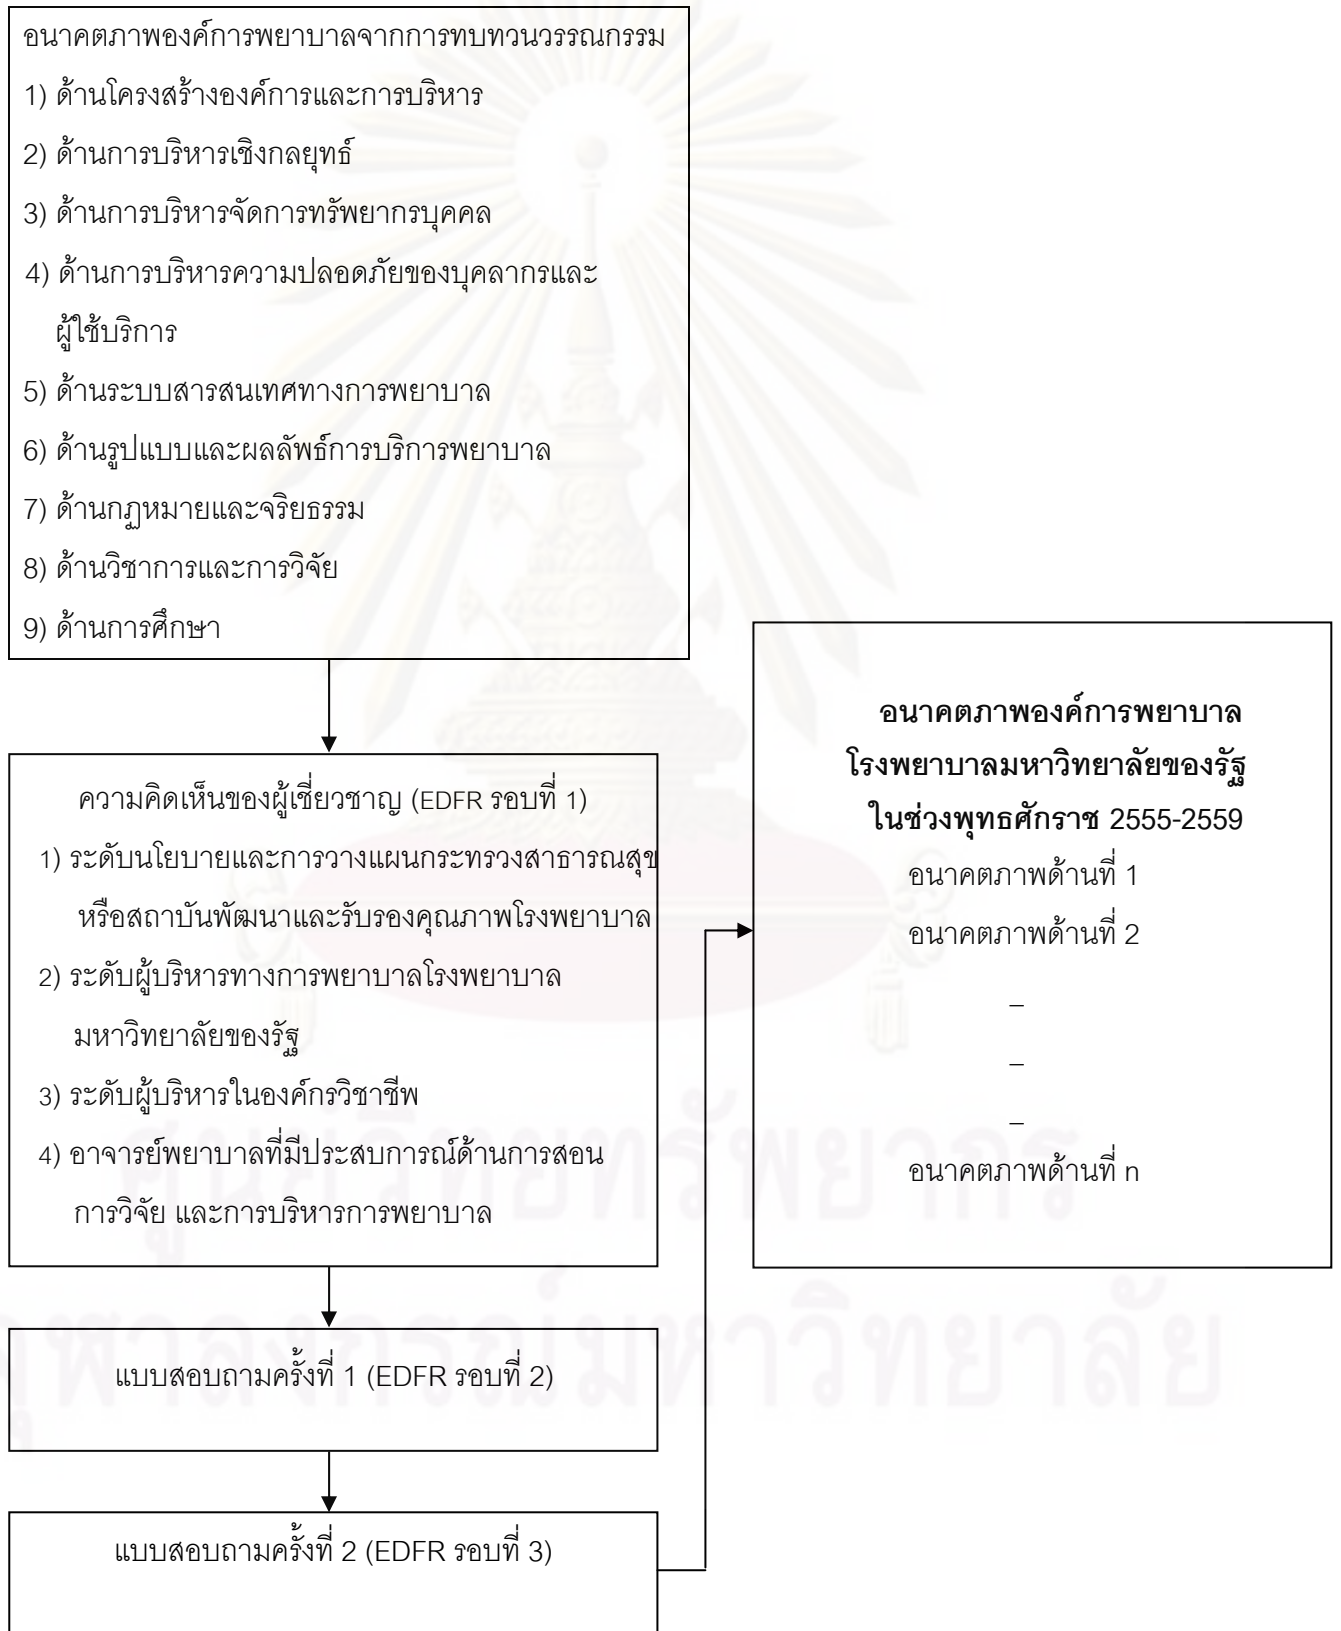 อนาคตภาพองค์การพยาบาลจากการทบทวนวรรณกรรม
1) ด้านโครงสร้างองค์การและการบริหาร
2) ด้านการบริหารเชิงกลยุทธ์
3) ด้านการบริหารจัดการทรัพยากรบุคคล
4) ด้านการบริหารความปลอดภัยของบุคลากรและ
ผู้ใช้บริการ
5) ด้านระบบสารสนเทศทางการพยาบาล
6) ด้านรูปแบบและผลลัพธ์การบริการพยาบาล
7) ด้านกฎหมายและจริยธรรม
8) ด้านวิชาการและการวิจัย
9) ด้านการศึกษา
ความคิดเห็นของผู้เชี่ยวชาญ (EDFR รอบที่ 1)
1) ระดับนโยบายและการวางแผนกระทรวงสาธารณสุข
หรือสถาบันพัฒนาและรับรองคุณภาพโรงพยาบาล
2) ระดับผู้บริหารทางการพยาบาลโรงพยาบาล
มหาวิทยาลัยของรัฐ
3) ระดับผู้บริหารในองค์กรวิชาชีพ
4) อาจารย์พยาบาลที่มีประสบการณ์ด้านการสอน
การวิจัย และการบริหารการพยาบาล
แบบสอบถามครั้งที่ 1 (EDFR รอบที่ 2)
แบบสอบถามครั้งที่ 2 (EDFR รอบที่ 3)
อนาคตภาพองค์การพยาบาล
โรงพยาบาลมหาวิทยาลัยของรัฐ
ในช่วงพุทธศักราช 2555-2559
อนาคตภาพด้านที่ 1
อนาคตภาพด้านที่ 2
–
–
–
อนาคตภาพด้านที่ n
ศูนย์วิทยทรัพยากร
จุฬาลงกรณ์มหาวิทยาลัย